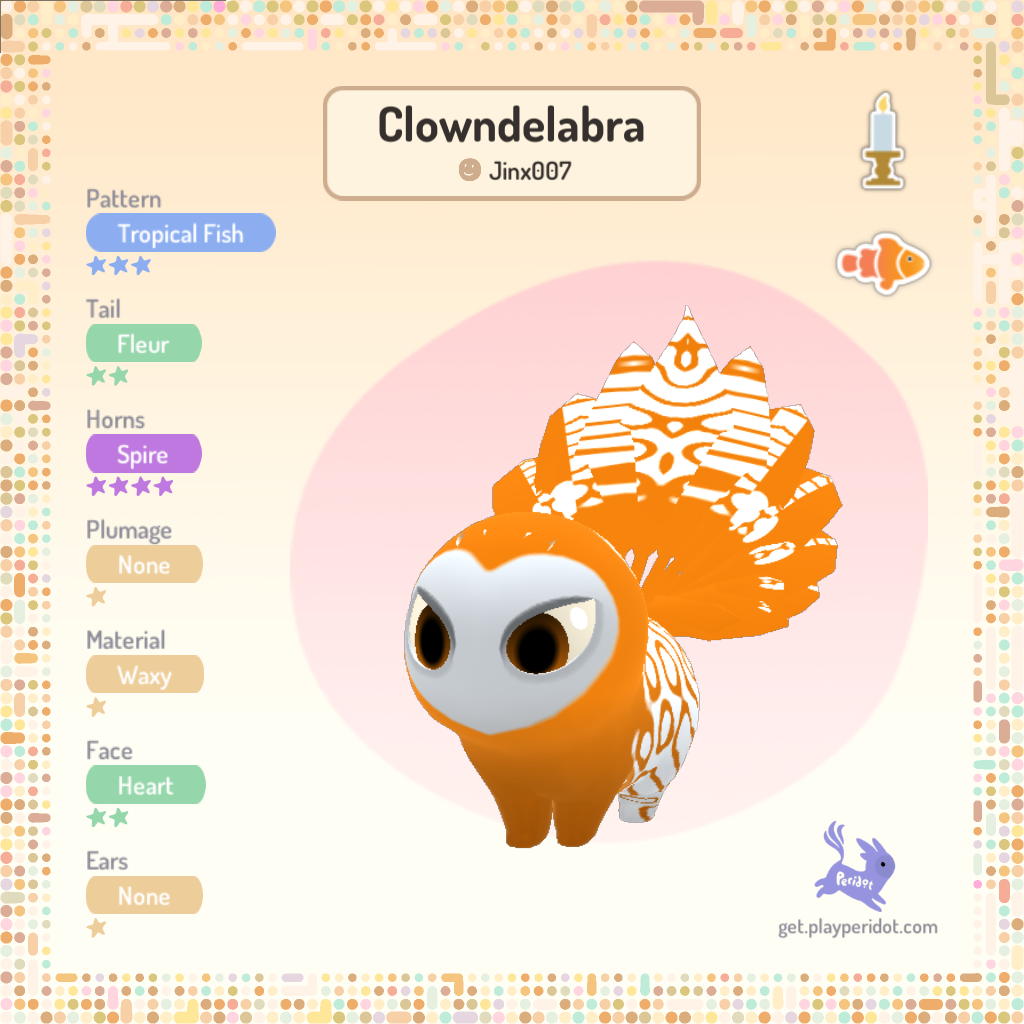 Clowndelabra
Jinx007
Pattern
Tropical Fish
Tail
Fleur
Horns
Spire
Plumage
None
Material
Waxy
Face
Heart
Ears
None
Peridot
get.playperidot.com